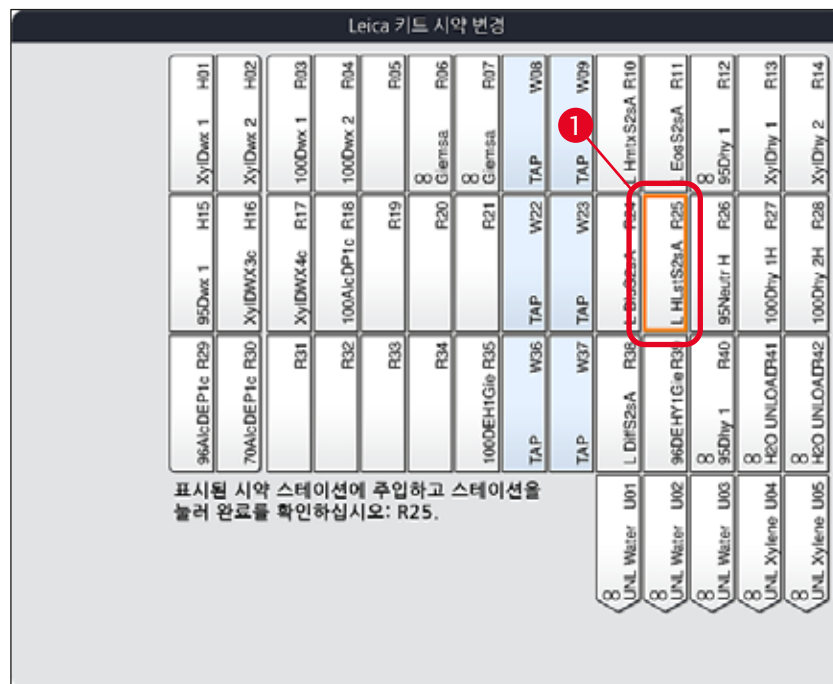 Leica 키트 시약 변경
XylDwx 1 H01
XylDwx 2 H02
100Dwx 1 R03
100Dwx 2 R04
R05
∞ Giemsa R06
∞ Giemsa R07
TAP W08
TAP W09
L HmtxS2sA R10
L EosS2sA R11
∞ 95Dhy 1 R12
XylDhy 1 R13
XylDhy 2 R14
1
95Dwx 1 H15
XylDWX3c H16
XylDWX4c R17
100AlcDP1c R18
R19
R20
R21
TAP W22
TAP W23
R24
L HLstS2sA R25
95Neutr H R26
100Dhy 1H R27
100Dhy 2H R28
96AlcDEP1c R29
70AlcDEP1c R30
R31
R32
R33
R34
100DEH1Gie R35
TAP W36
TAP W37
L DiffS2sA R38
96DEHY1Gie R39
∞ 95Dhy 1 R40
∞ H2O UNLOAD R41
∞ H2O UNLOAD R42
표시된 시약 스테이션에 주입하고 스테이션을
눌러 완료를 확인하십시오: R25.
∞ UNL Water U01
∞ UNL Water U02
∞ UNL Water U03
∞ UNL Xylene U04
∞ UNL Xylene U05